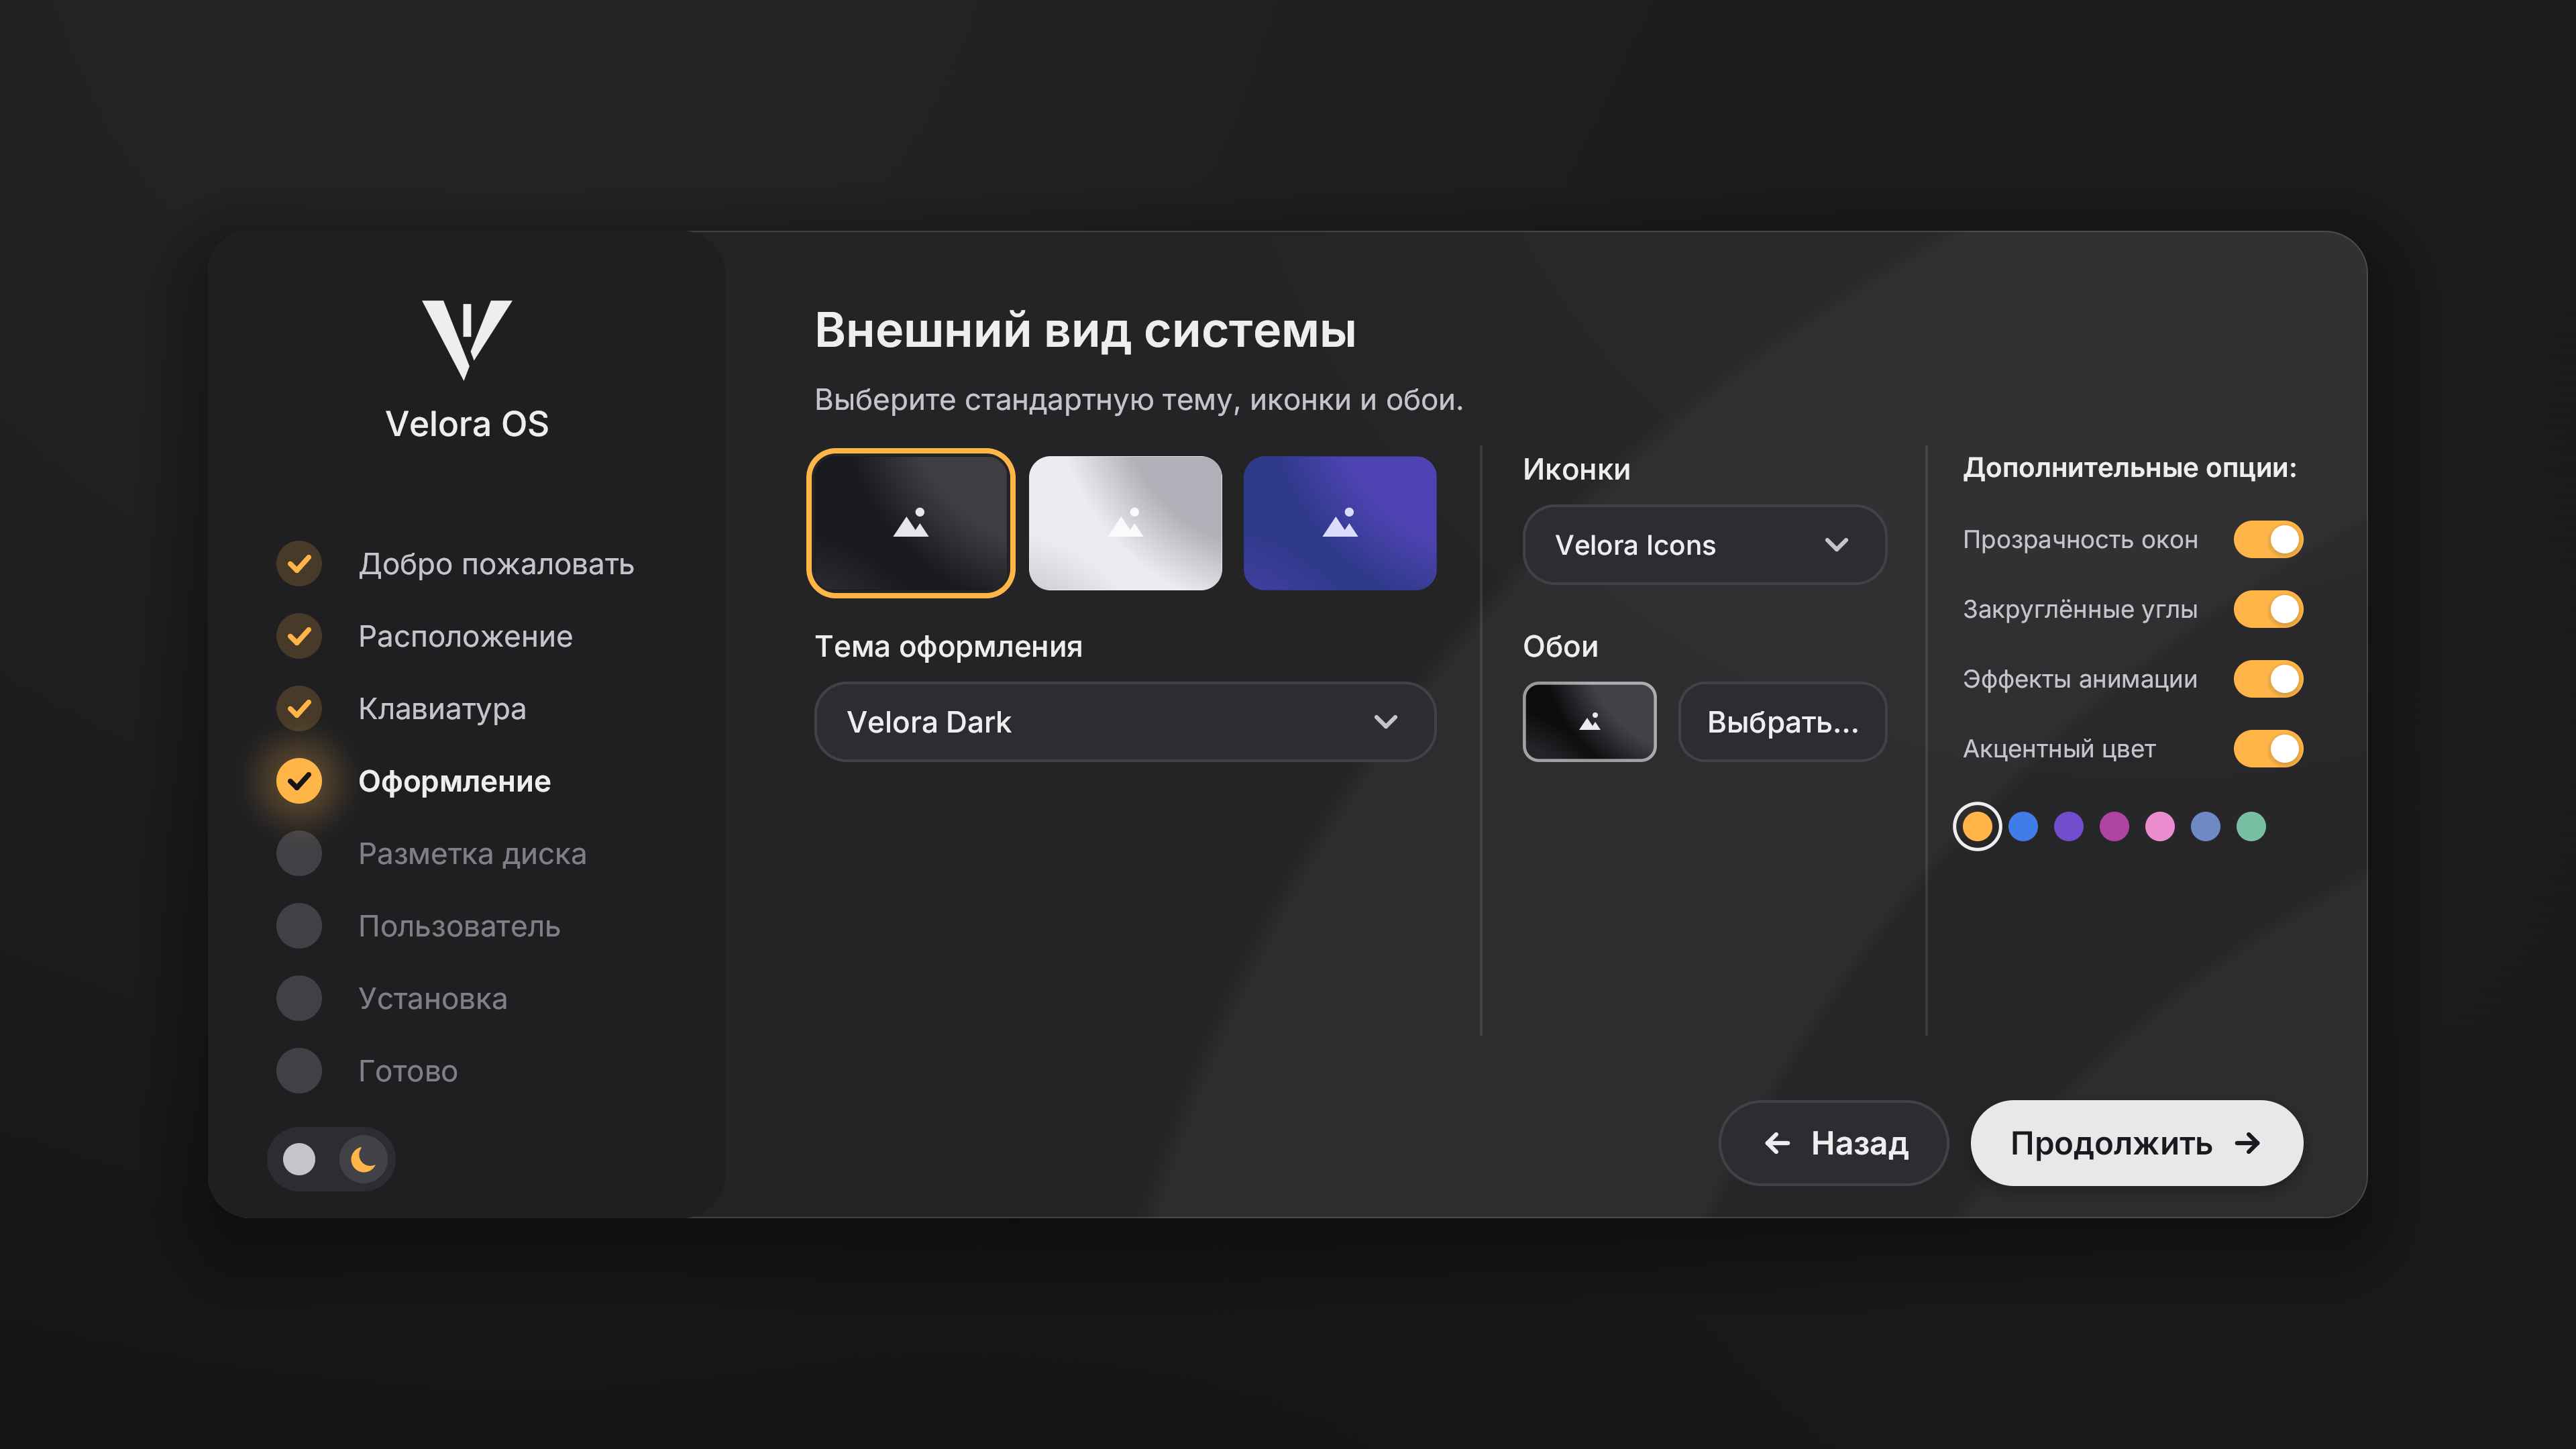 Velora OS
Добро пожаловать
Расположение
Клавиатура
Оформление
Разметка диска
Пользователь
Установка
Готово
Внешний вид системы
Выберите стандартную тему, иконки и обои.
Тема оформления
Velora Dark
Иконки
Velora Icons
Обои
Выбрать...
Дополнительные опции:
Прозрачность окон
Закруглённые углы
Эффекты анимации
Акцентный цвет
Назад
Продолжить